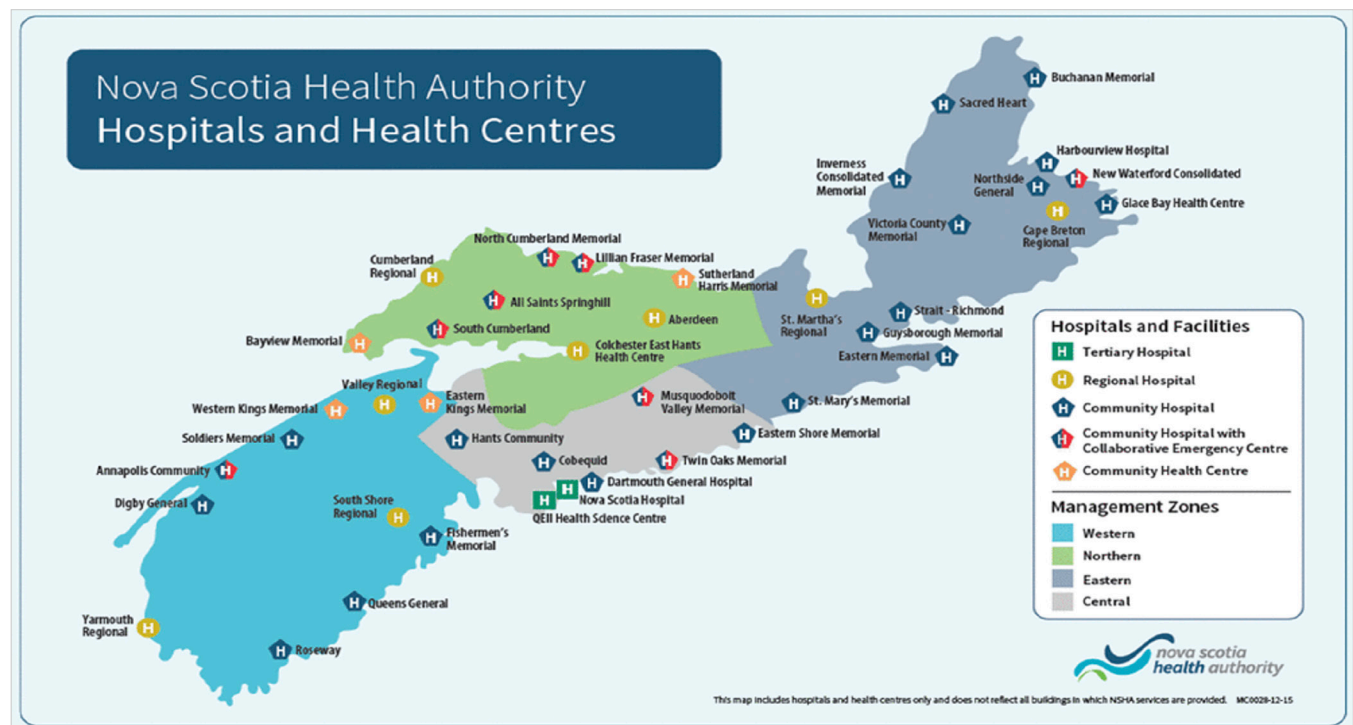 Nova Scotia Health Authority
Hospitals and Health Centres
Buchanan Memorial
Sacred Heart
Harbourview Hospital
Inverness
Consolidated
Memorial
Northside
General
New Waterford Consolidated
Glace Bay Health Centre
Victoria County
Memorial
Cape Breton
Regional
North Cumberland Memorial
Cumberland
Regional
Lillian Fraser Memorial
Sutherland
Harris Memorial
All Saints Springhill
Aberdeen
St. Martha's
Regional
Strait - Richmond
Guysborough Memorial
South Cumberland
Bayview Memorial
Colchester East Hants
Health Centre
Eastern Memorial
Valley Regional
Western Kings Memorial
Eastern
Kings Memorial
Musquodoboit
Valley Memorial
St. Mary's Memorial
Soldiers Memorial
Hants Community
Eastern Shore Memorial
Annapolis Community
Cobequid
Twin Oaks Memorial
Digby General
Dartmouth General Hospital
South Shore
Regional
Nova Scotia Hospital
QEII Health Science Centre
Fishermen's
Memorial
Queens General
Yarmouth
Regional
Roseway
Hospitals and Facilities
H Tertiary Hospital
H Regional Hospital
H Community Hospital
H Community Hospital with
Collaborative Emergency Centre
H Community Health Centre
Management Zones
Western
Northern
Eastern
Central
nova scotia
health authority
This map includes hospitals and health centres only and does not reflect all buildings in which NSHA services are provided. MC0028-12-15